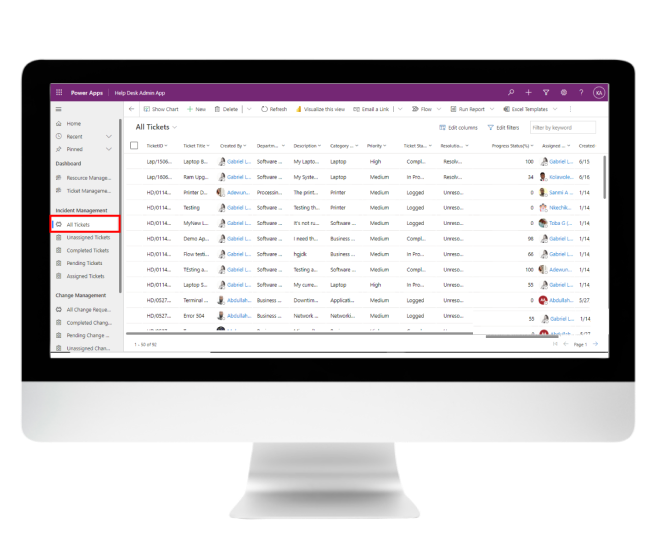 Power Apps Help Desk Admin App ? KA
Show Chart New Delete Refresh Visualize this view Email a Link Flow Run Report Excel Templates
Home
Recent
Pinned
Dashboard
Resource Manage...
Ticket Manageme...
Incident Management
All Tickets
Unassigned Tickets
Completed Tickets
Pending Tickets
Assigned Tickets
Change Management
All Change Reque...
Completed Chang...
Pending Change ...
Unassigned Chan...
All Tickets Edit columns Edit filters Filter by keyword
TicketID Ticket Title Created By Departm... Description Category ... Priority Ticket Sta... Resolutio... Progress Status(%) Assigned ... Created
Lap/1506... Laptop B... Gabriel L... Software ... My Lapto... Laptop High Compl... Resolv... 100 Gabriel L... 6/15
Lap/1606... Ram Upg... Gabriel L... Software ... My Syste... Laptop Medium In Pro... Resolv... 34 Kolawole... 6/16
HD/0114... Printer D... Adewun... Processin... The print... Printer Medium Logged Unreso... 0 Sanmi A ... 1/14
HD/0114... Testing Gabriel L... Software ... Testing th... Printer Medium Logged Unreso... 0 NkechiA... 1/14
HD/0114... MyNew L... Gabriel L... Software ... It's not ru... Software ... Medium Logged Unreso... 0 Toba G (... 1/14
HD/0114... Demo Ap... Gabriel L... Software ... I need th... Business ... Medium Compl... Unreso... 98 Gabriel L... 1/14
HD/0114... Flow testi... Gabriel L... Software ... hgjdk Business ... Medium In Pro... Unreso... 66 Gabriel L... 1/14
HD/0114... TEsting a... Gabriel L... Software ... Testing a... Software ... Medium Compl... Unreso... 100 Adewun... 1/14
HD/0114... Laptop S... Gabriel L... Software ... My curre... Laptop High In Pro... Unreso... 55 Gabriel L... 1/14
HD/0527... Terminal ... Abdullah... Business ... Downtim... Applicati... Medium Logged Unreso... 0 Abdullah... 5/27
HD/0527... Error 504 Abdullah... Business ... Network ... Networki... Medium Logged Unreso... 55 Gabriel L... 1/14
1 - 50 of 92 Page 1